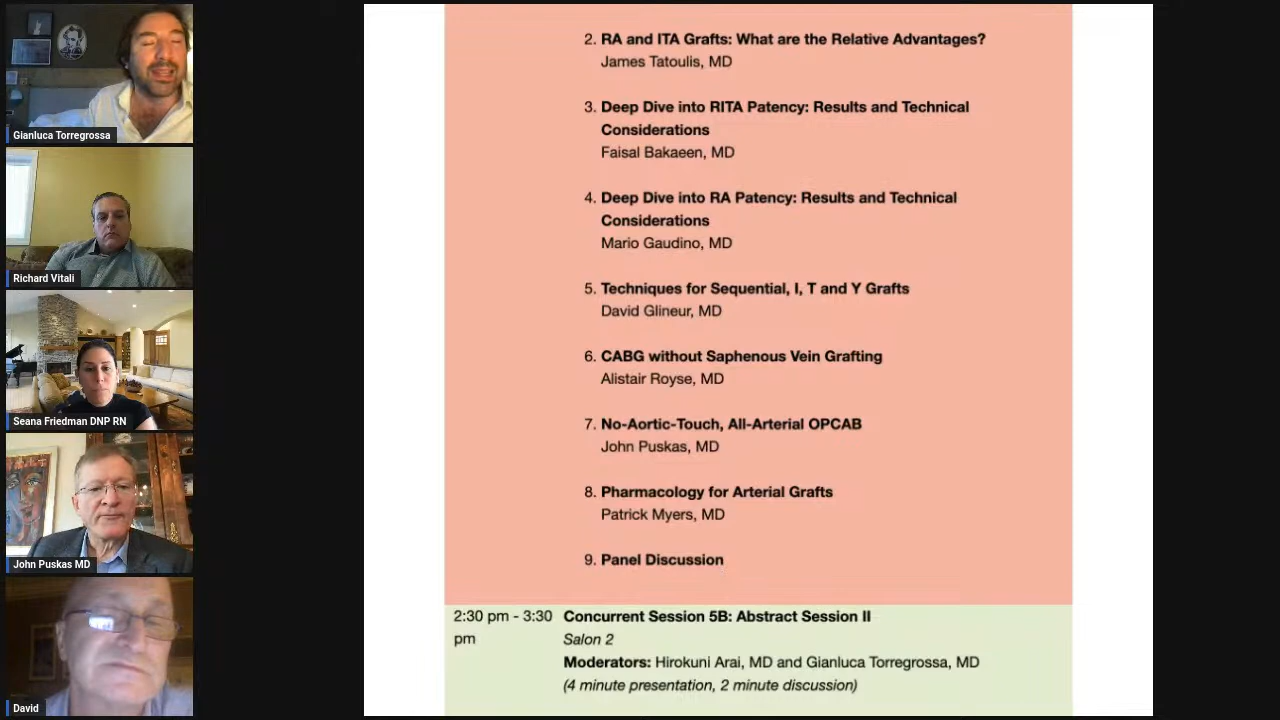 Gianluca Torregrossa
Richard Vitali
Seana Friedman DNP RN
John Puskas MD
David
2. RA and ITA Grafts: What are the Relative Advantages?
James Tatoulis, MD
3. Deep Dive into RITA Patency: Results and Technical
Considerations
Faisal Bakaeen, MD
4. Deep Dive into RA Patency: Results and Technical
Considerations
Mario Gaudino, MD
5. Techniques for Sequential, I, T and Y Grafts
David Glineur, MD
6. CABG without Saphenous Vein Grafting
Alistair Royse, MD
7. No-Aortic-Touch, All-Arterial OPCAB
John Puskas, MD
8. Pharmacology for Arterial Grafts
Patrick Myers, MD
9. Panel Discussion
2:30 pm - 3:30 Concurrent Session 5B: Abstract Session II
pm Salon 2
Moderators: Hirokuni Arai, MD and Gianluca Torregrossa, MD
(4 minute presentation, 2 minute discussion)